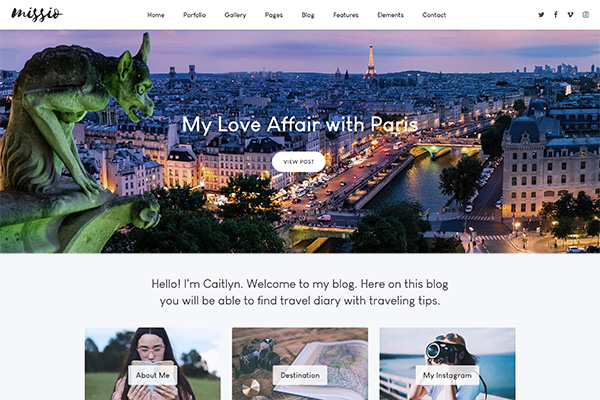 missio
Home Porfolio Gallery Pages Blog Features Elements Contact
My Love Affair with Paris
VIEW POST
Hello! I'm Caitlyn. Welcome to my blog. Here on this blog
you will be able to find travel diary with traveling tips.
About Me Destination My Instagram